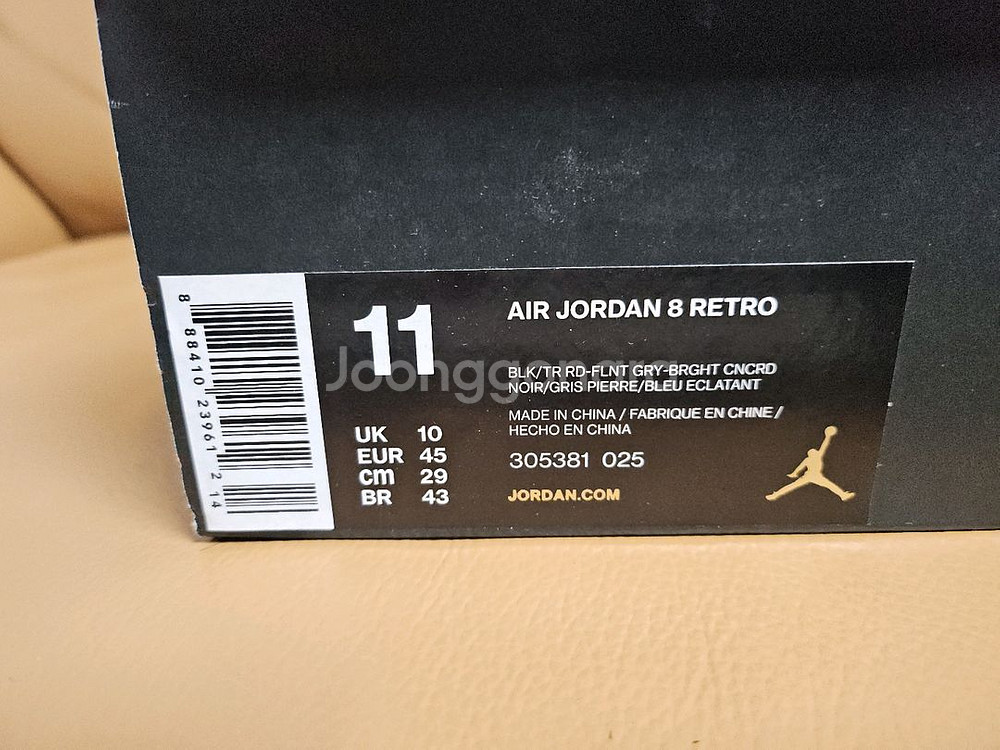 8 88410 23961 2 14
11
AIR JORDAN 8 RETRO
BLK/TR RD-FLNT GRY-BRGHT CNCRD
NOIR/GRIS PIERRE/BLEU ECLATANT
MADE IN CHINA / FABRIQUE EN CHINE /
HECHO EN CHINA
UK 10
EUR 45
cm 29
BR 43
305381 025
JORDAN.COM
Joonggonara